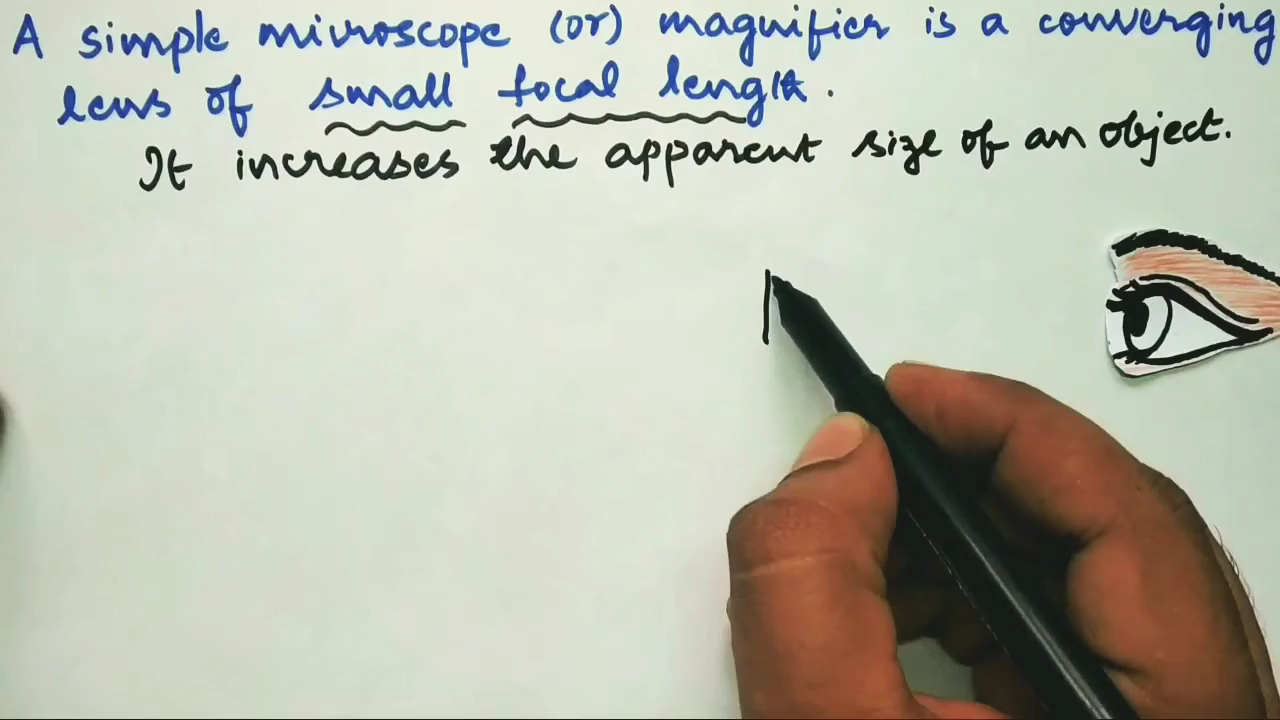 A simple microscope (or) magnifier is a converging
lens of small focal length.
It increases the apparent size of an object.